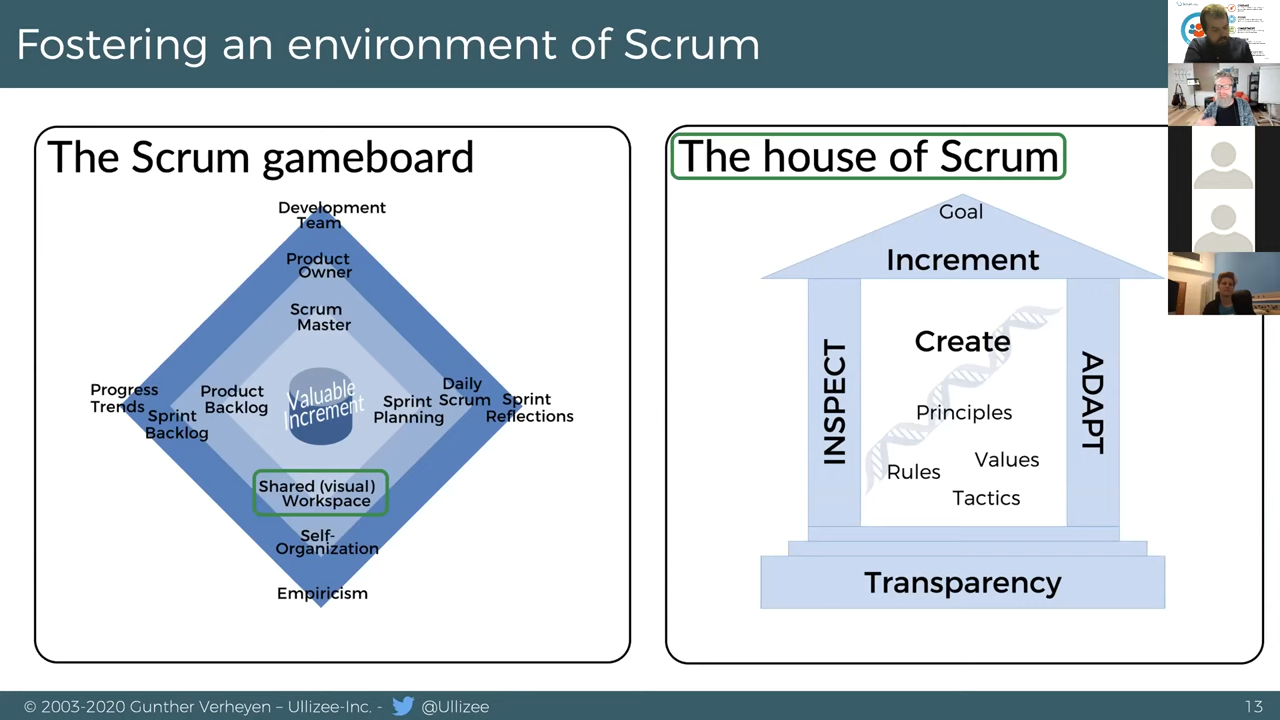 Fostering an environment of Scrum
The Scrum gameboard
Development
Team
Product
Owner
Scrum
Master
Progress
Trends
Sprint
Backlog
Product
Backlog
Valuable
Increment
Sprint
Planning
Daily
Scrum
Sprint
Reflections
Shared (visual)
Workspace
Self-
Organization
Empiricism
The house of Scrum
Goal
Increment
INSPECT
Create
Principles
Rules
Values
Tactics
ADAPT
Transparency
© 2003-2020 Gunther Verheyen – Ullizee-Inc. -
@Ullizee
13